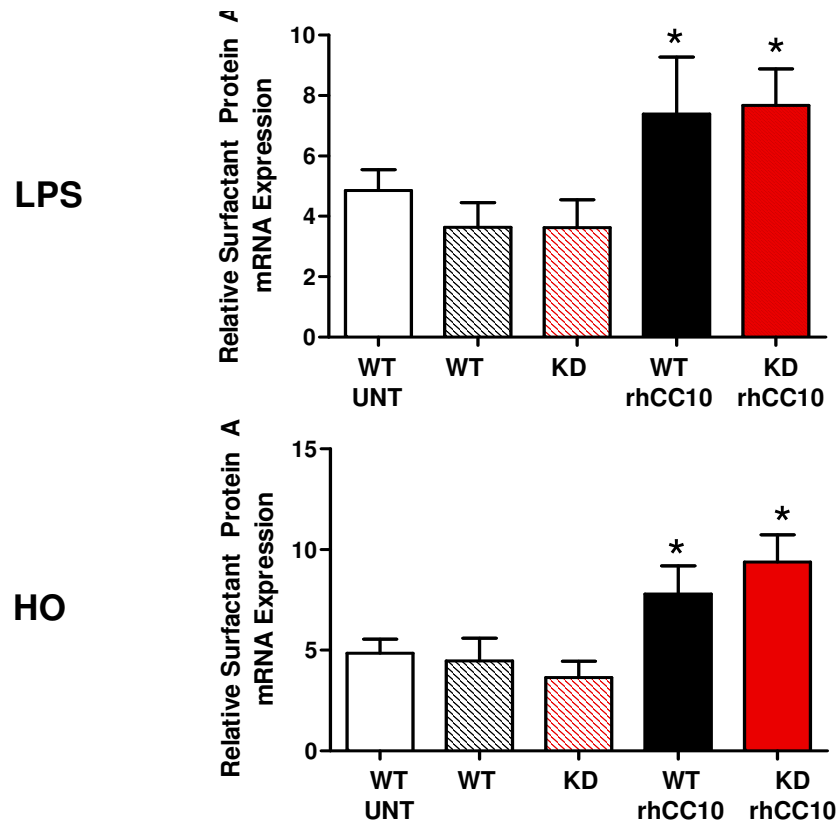 LPS
Relative Surfactant Protein A
mRNA Expression
10
8
6
4
2
0
* *
WT WT KD WT KD
UNT rhCC10 rhCC10
HO
Relative Surfactant Protein A
mRNA Expression
15
10
5
0
* *
WT WT KD WT KD
UNT rhCC10 rhCC10